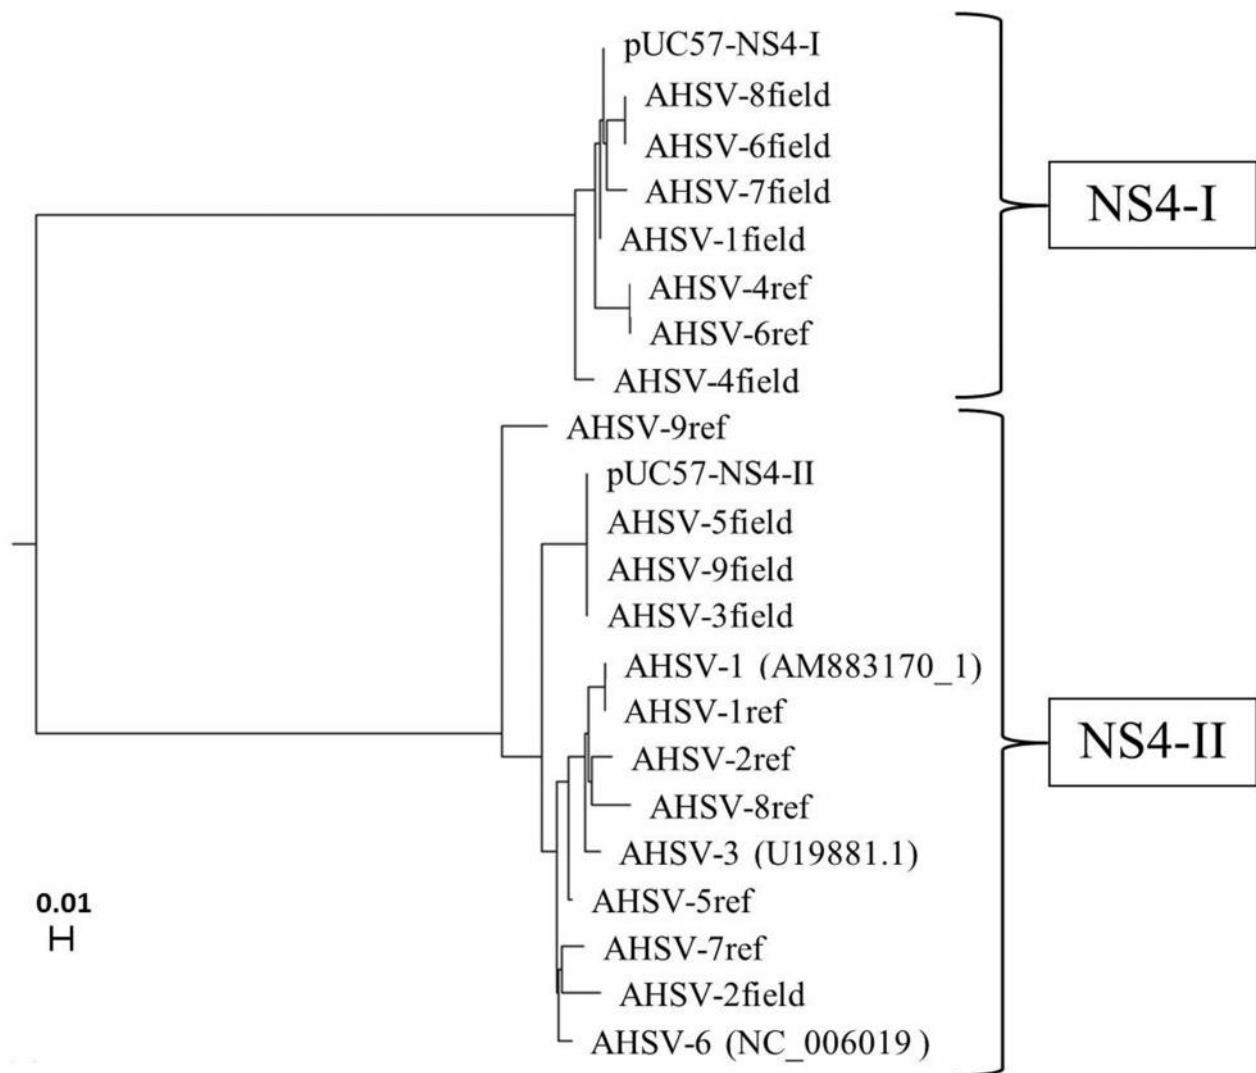 pUC57-NS4-I
AHSV-8field
AHSV-6field
AHSV-7field
AHSV-1field
AHSV-4ref
AHSV-6ref
AHSV-4field
NS4-I
AHSV-9ref
pUC57-NS4-II
AHSV-5field
AHSV-9field
AHSV-3field
AHSV-1 (AM883170_1)
AHSV-1ref
AHSV-2ref
AHSV-8ref
AHSV-3 (U19881.1)
AHSV-5ref
AHSV-7ref
AHSV-2field
AHSV-6 (NC_006019 )
NS4-II
0.01